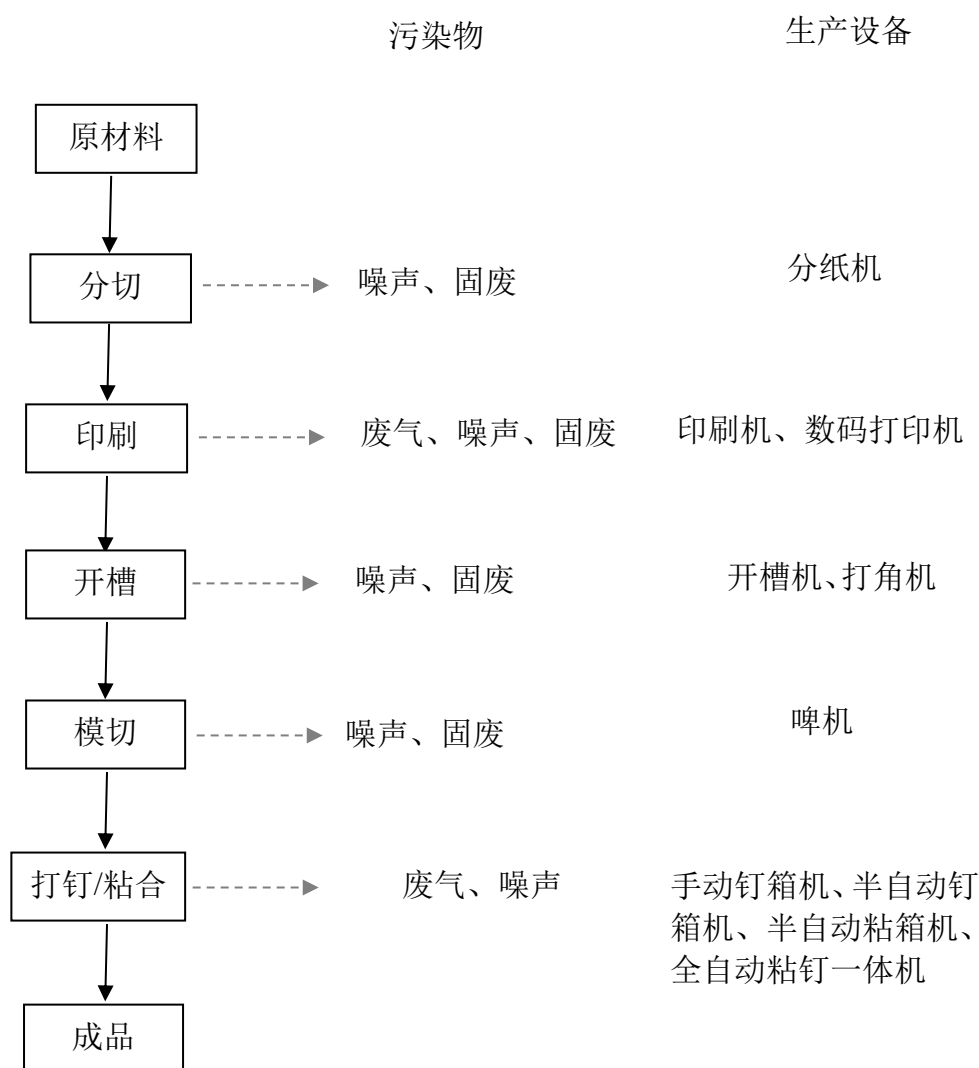 污染物
生产设备
原材料
分切
噪声、固废
分纸机
印刷
废气、噪声、固废
印刷机、数码打印机
开槽
噪声、固废
开槽机、打角机
模切
噪声、固废
啤机
打钉/粘合
废气、噪声
手动钉箱机、半自动钉
箱机、半自动粘箱机、
全自动粘钉一体机
成品